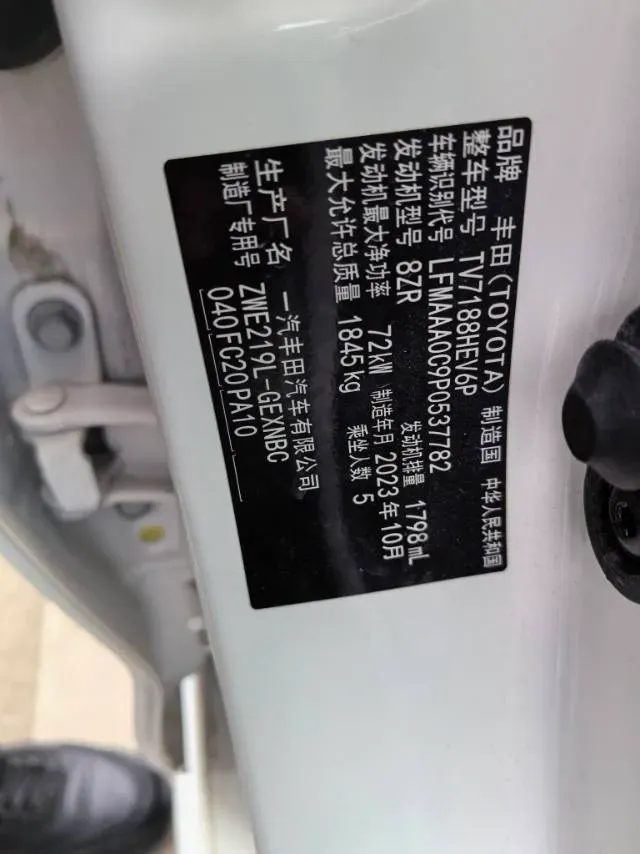 品牌 丰田(TOYOTA) 制造国 中华人民共和国
整车型号 TV7188HEV6P
车辆识别代号 LFMAAA0C9P0537782
发动机型号 8ZR 发动机排量 1798 mL
发动机最大净功率 72kW 制造年月 2023年10月
最大允许总质量 1845kg 乘坐人数 5
生产厂名 一汽丰田汽车有限公司
制造厂专用号 ZWE219L-GEXNBC
040FC20PA10